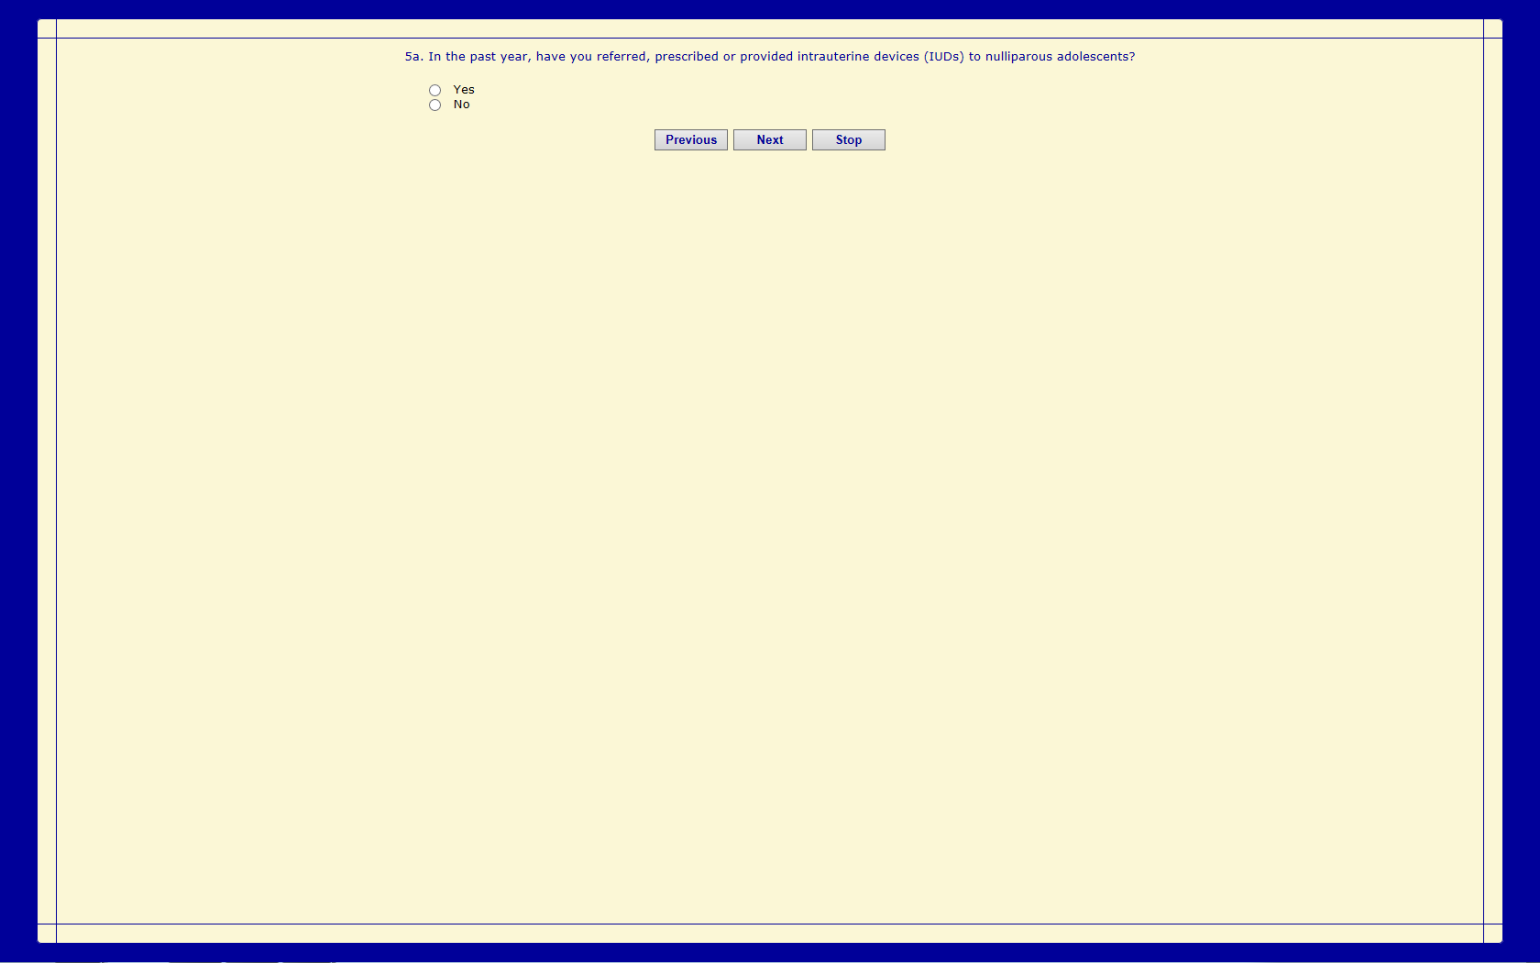 5a. In the past year, have you referred, prescribed or provided intrauterine devices (IUDs) to nulliparous adolescents?
Yes
No
Previous Next Stop